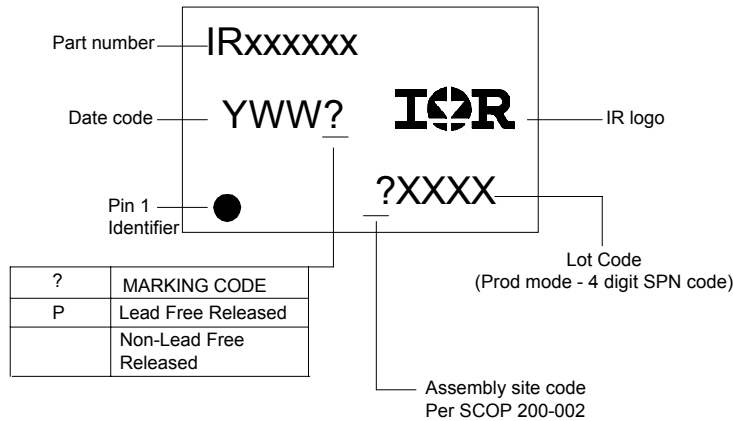 Part number
IRxxxxxx
Date code
YWW?
IOR
IR logo
?XXXX
Pin 1
Identifier
Lot Code
(Prod mode - 4 digit SPN code)
? MARKING CODE
P Lead Free Released
Non-Lead Free
Released
Assembly site code
Per SCOP 200-002